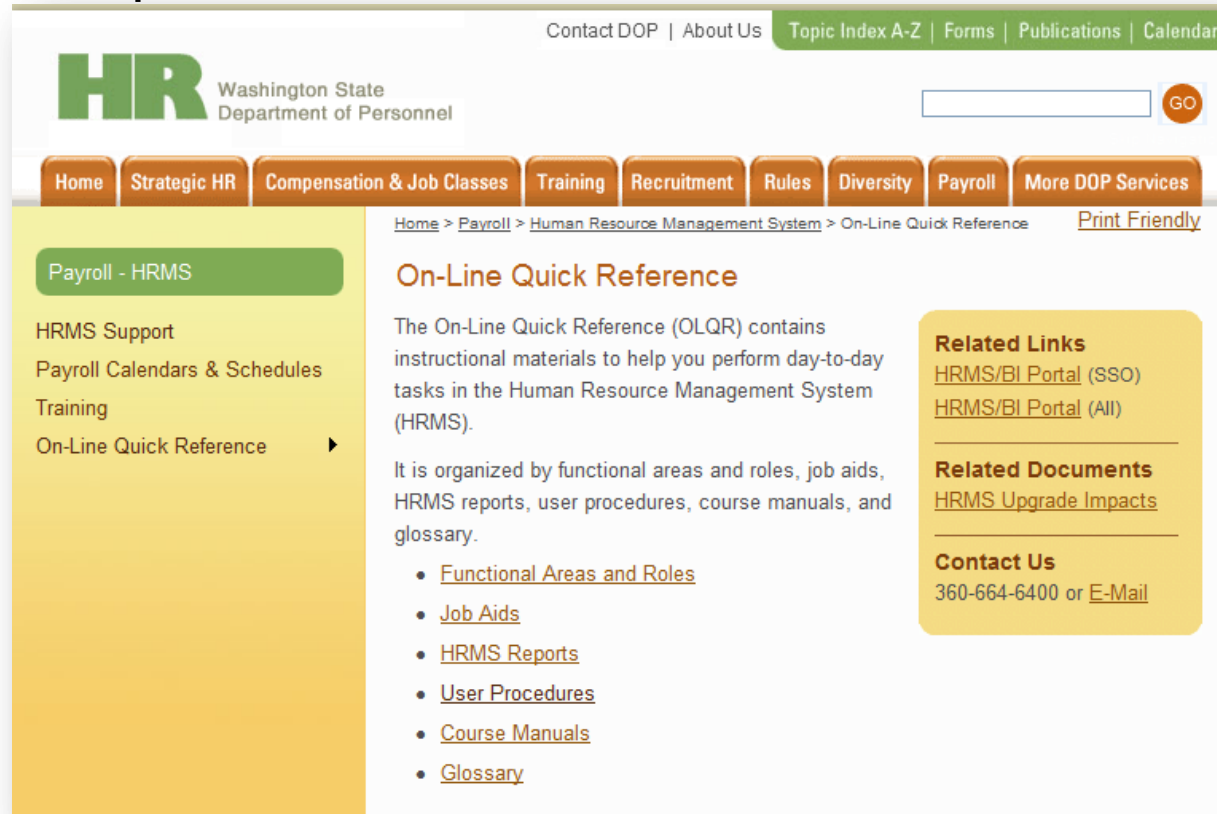 Contact DOP | About Us Topic Index A-Z | Forms | Publications | Calendar
HR Washington State
Department of Personnel
GO
Home Strategic HR Compensation & Job Classes Training Recruitment Rules Diversity Payroll More DOP Services
Home > Payroll > Human Resource Management System > On-Line Quick Reference Print Friendly
Payroll - HRMS
HRMS Support
Payroll Calendars & Schedules
Training
On-Line Quick Reference
On-Line Quick Reference
The On-Line Quick Reference (OLQR) contains
instructional materials to help you perform day-to-day
tasks in the Human Resource Management System
(HRMS).
It is organized by functional areas and roles, job aids,
HRMS reports, user procedures, course manuals, and
glossary.
• Functional Areas and Roles
• Job Aids
• HRMS Reports
• User Procedures
• Course Manuals
• Glossary
Related Links
HRMS/BI Portal (SSO)
HRMS/BI Portal (All)
Related Documents
HRMS Upgrade Impacts
Contact Us
360-664-6400 or E-Mail